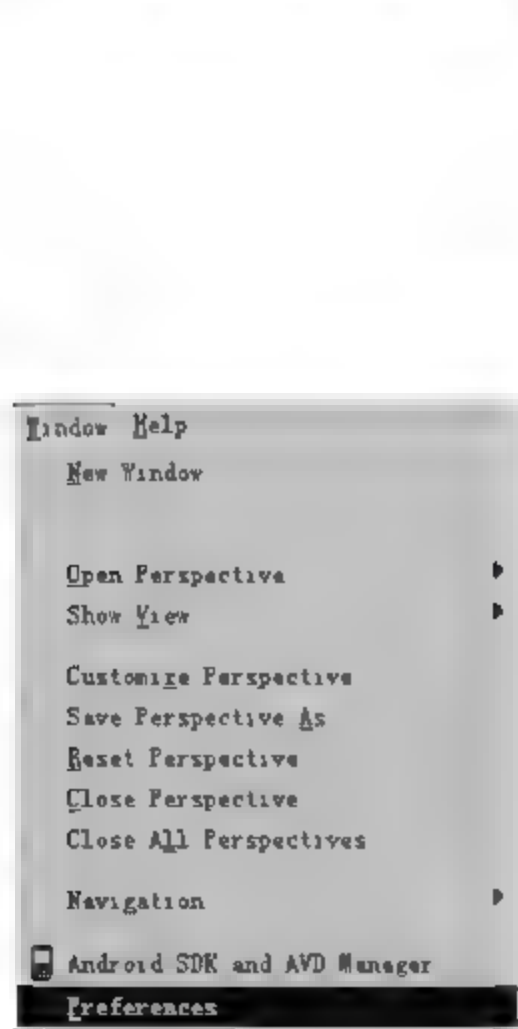 Window Help
New Window
Open Perspective
Show View
Customize Perspective
Save Perspective As
Reset Perspective
Close Perspective
Close All Perspectives
Navigation
Android SDK and AVD Manager
Preferences